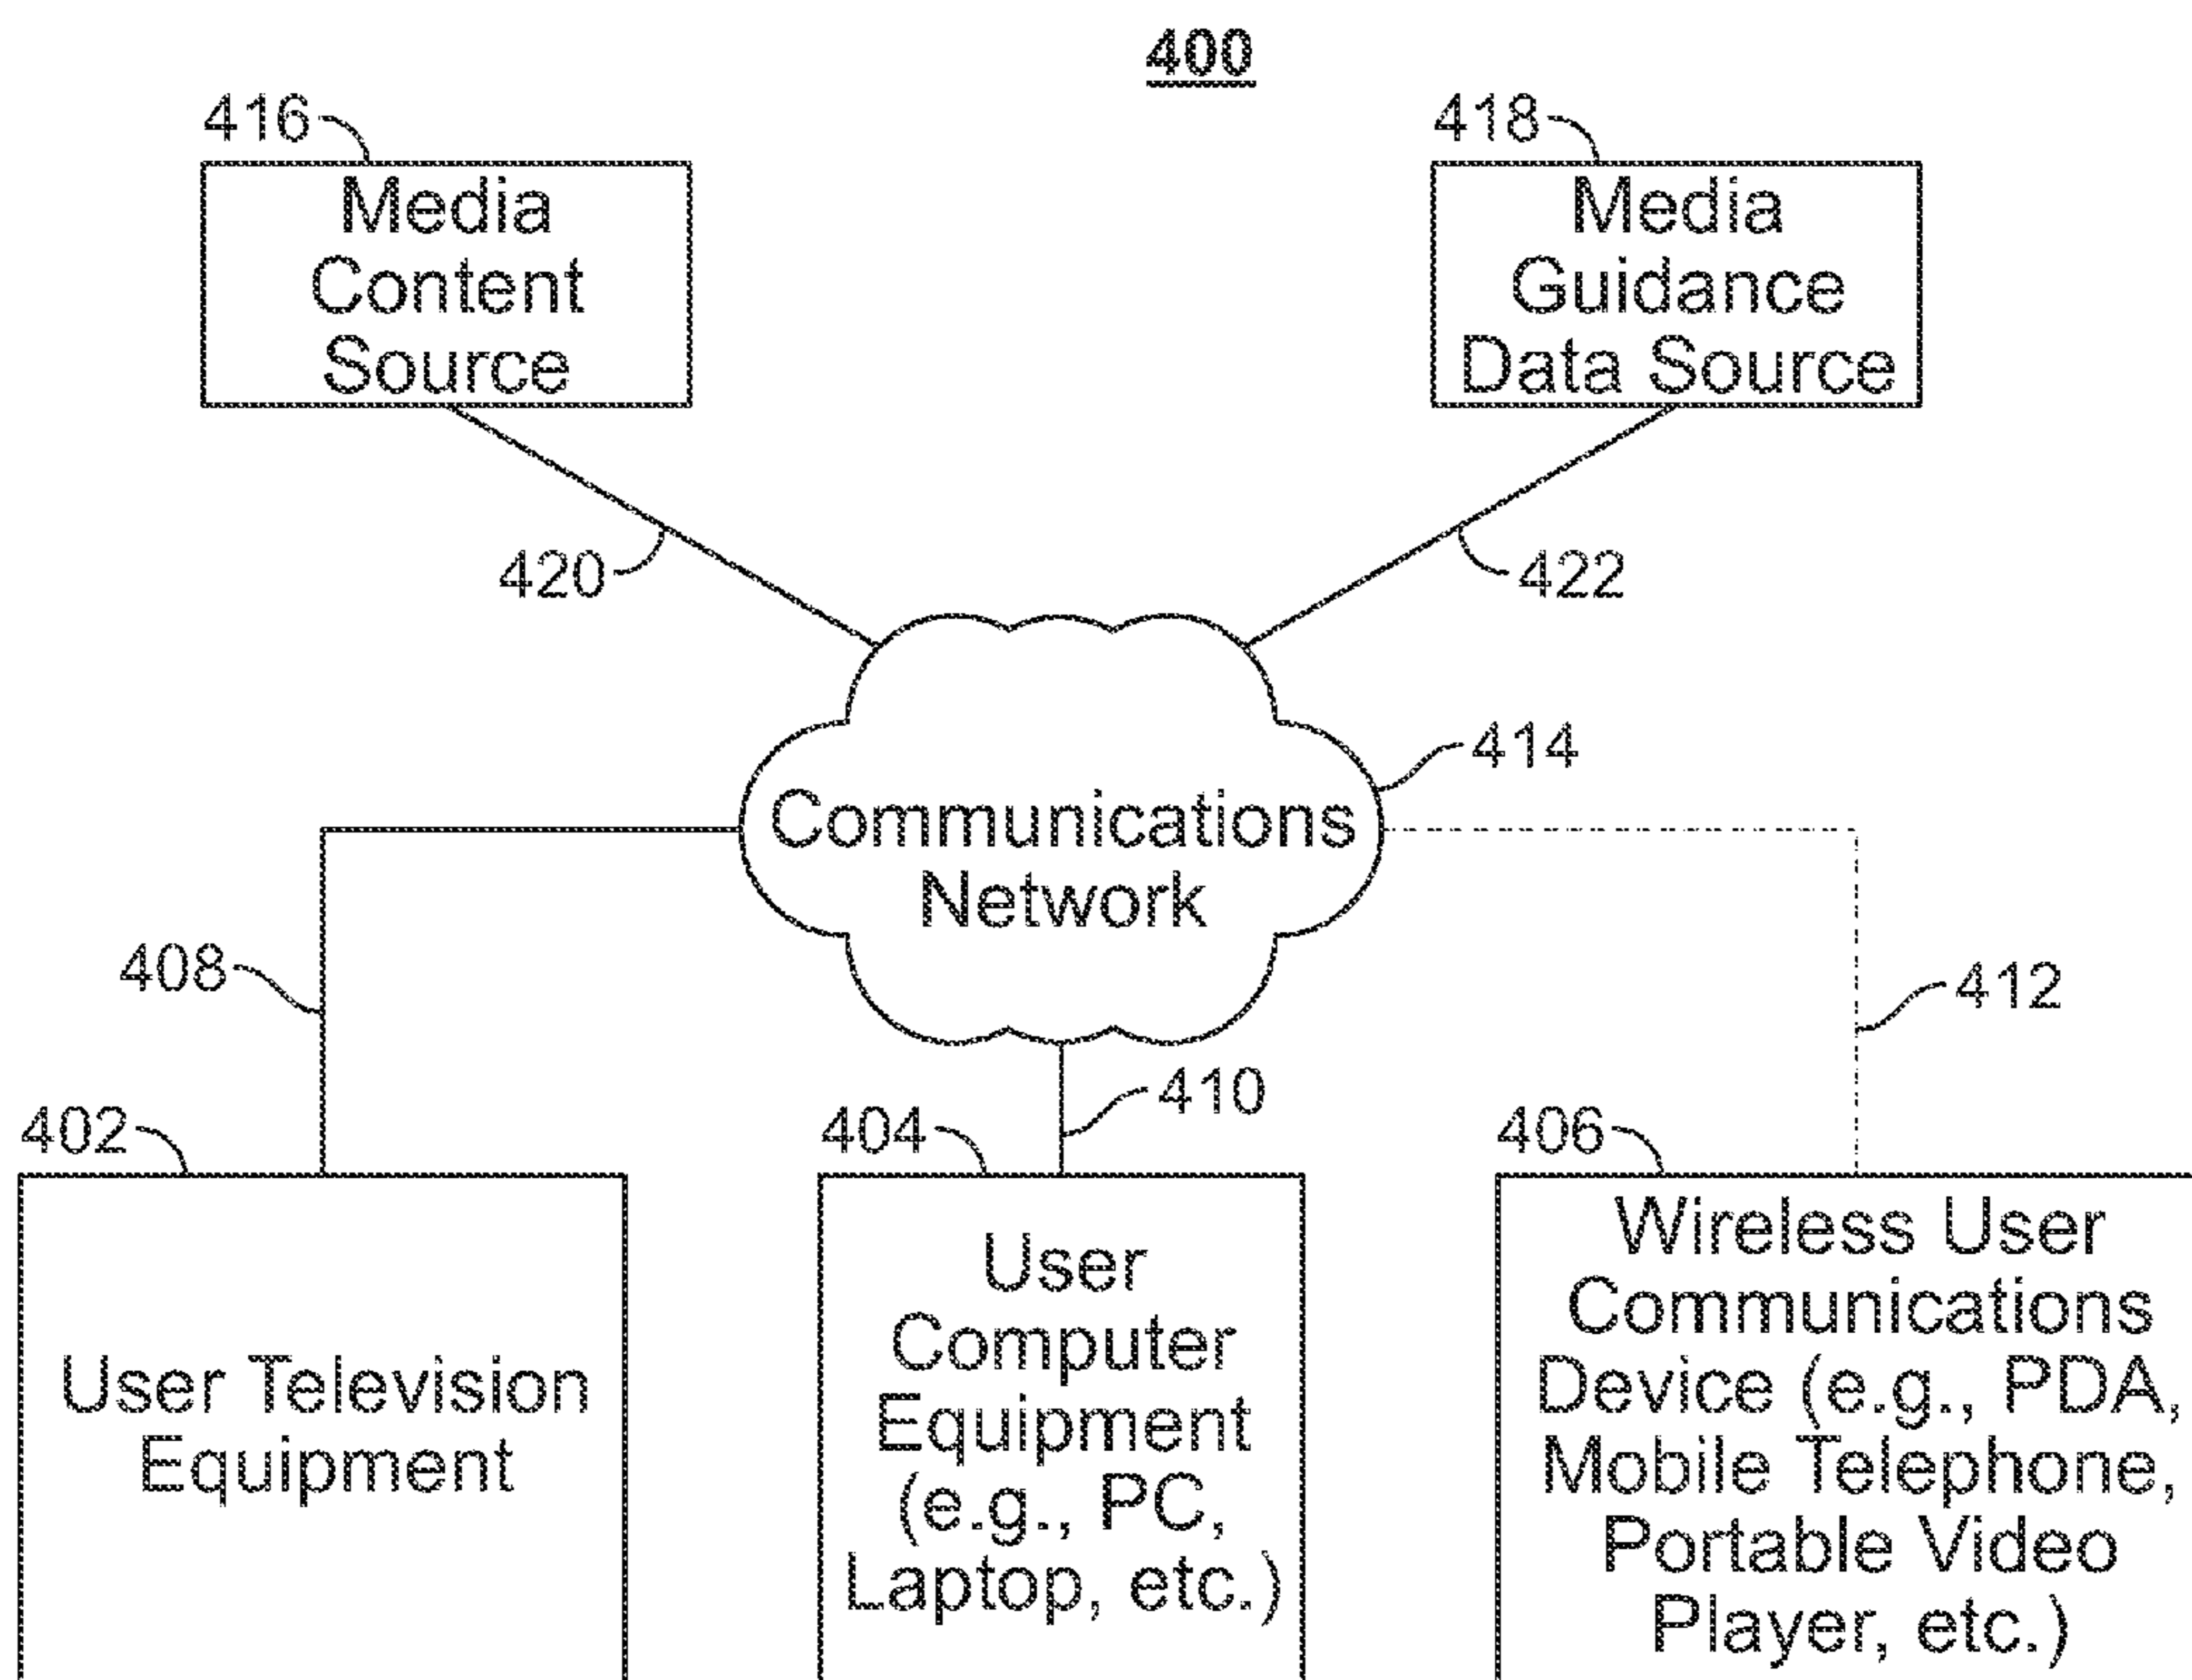 400
416
418
Media
Content
Source
Media
Guidance
Data Source
420
422
414
Communications
Network
408
412
410
402
404
406
User Television
Equipment
User
Computer
Equipment
(e.g., PC,
Laptop, etc.)
Wireless User
Communications
Device (e.g., PDA,
Mobile Telephone,
Portable Video
Player, etc.)